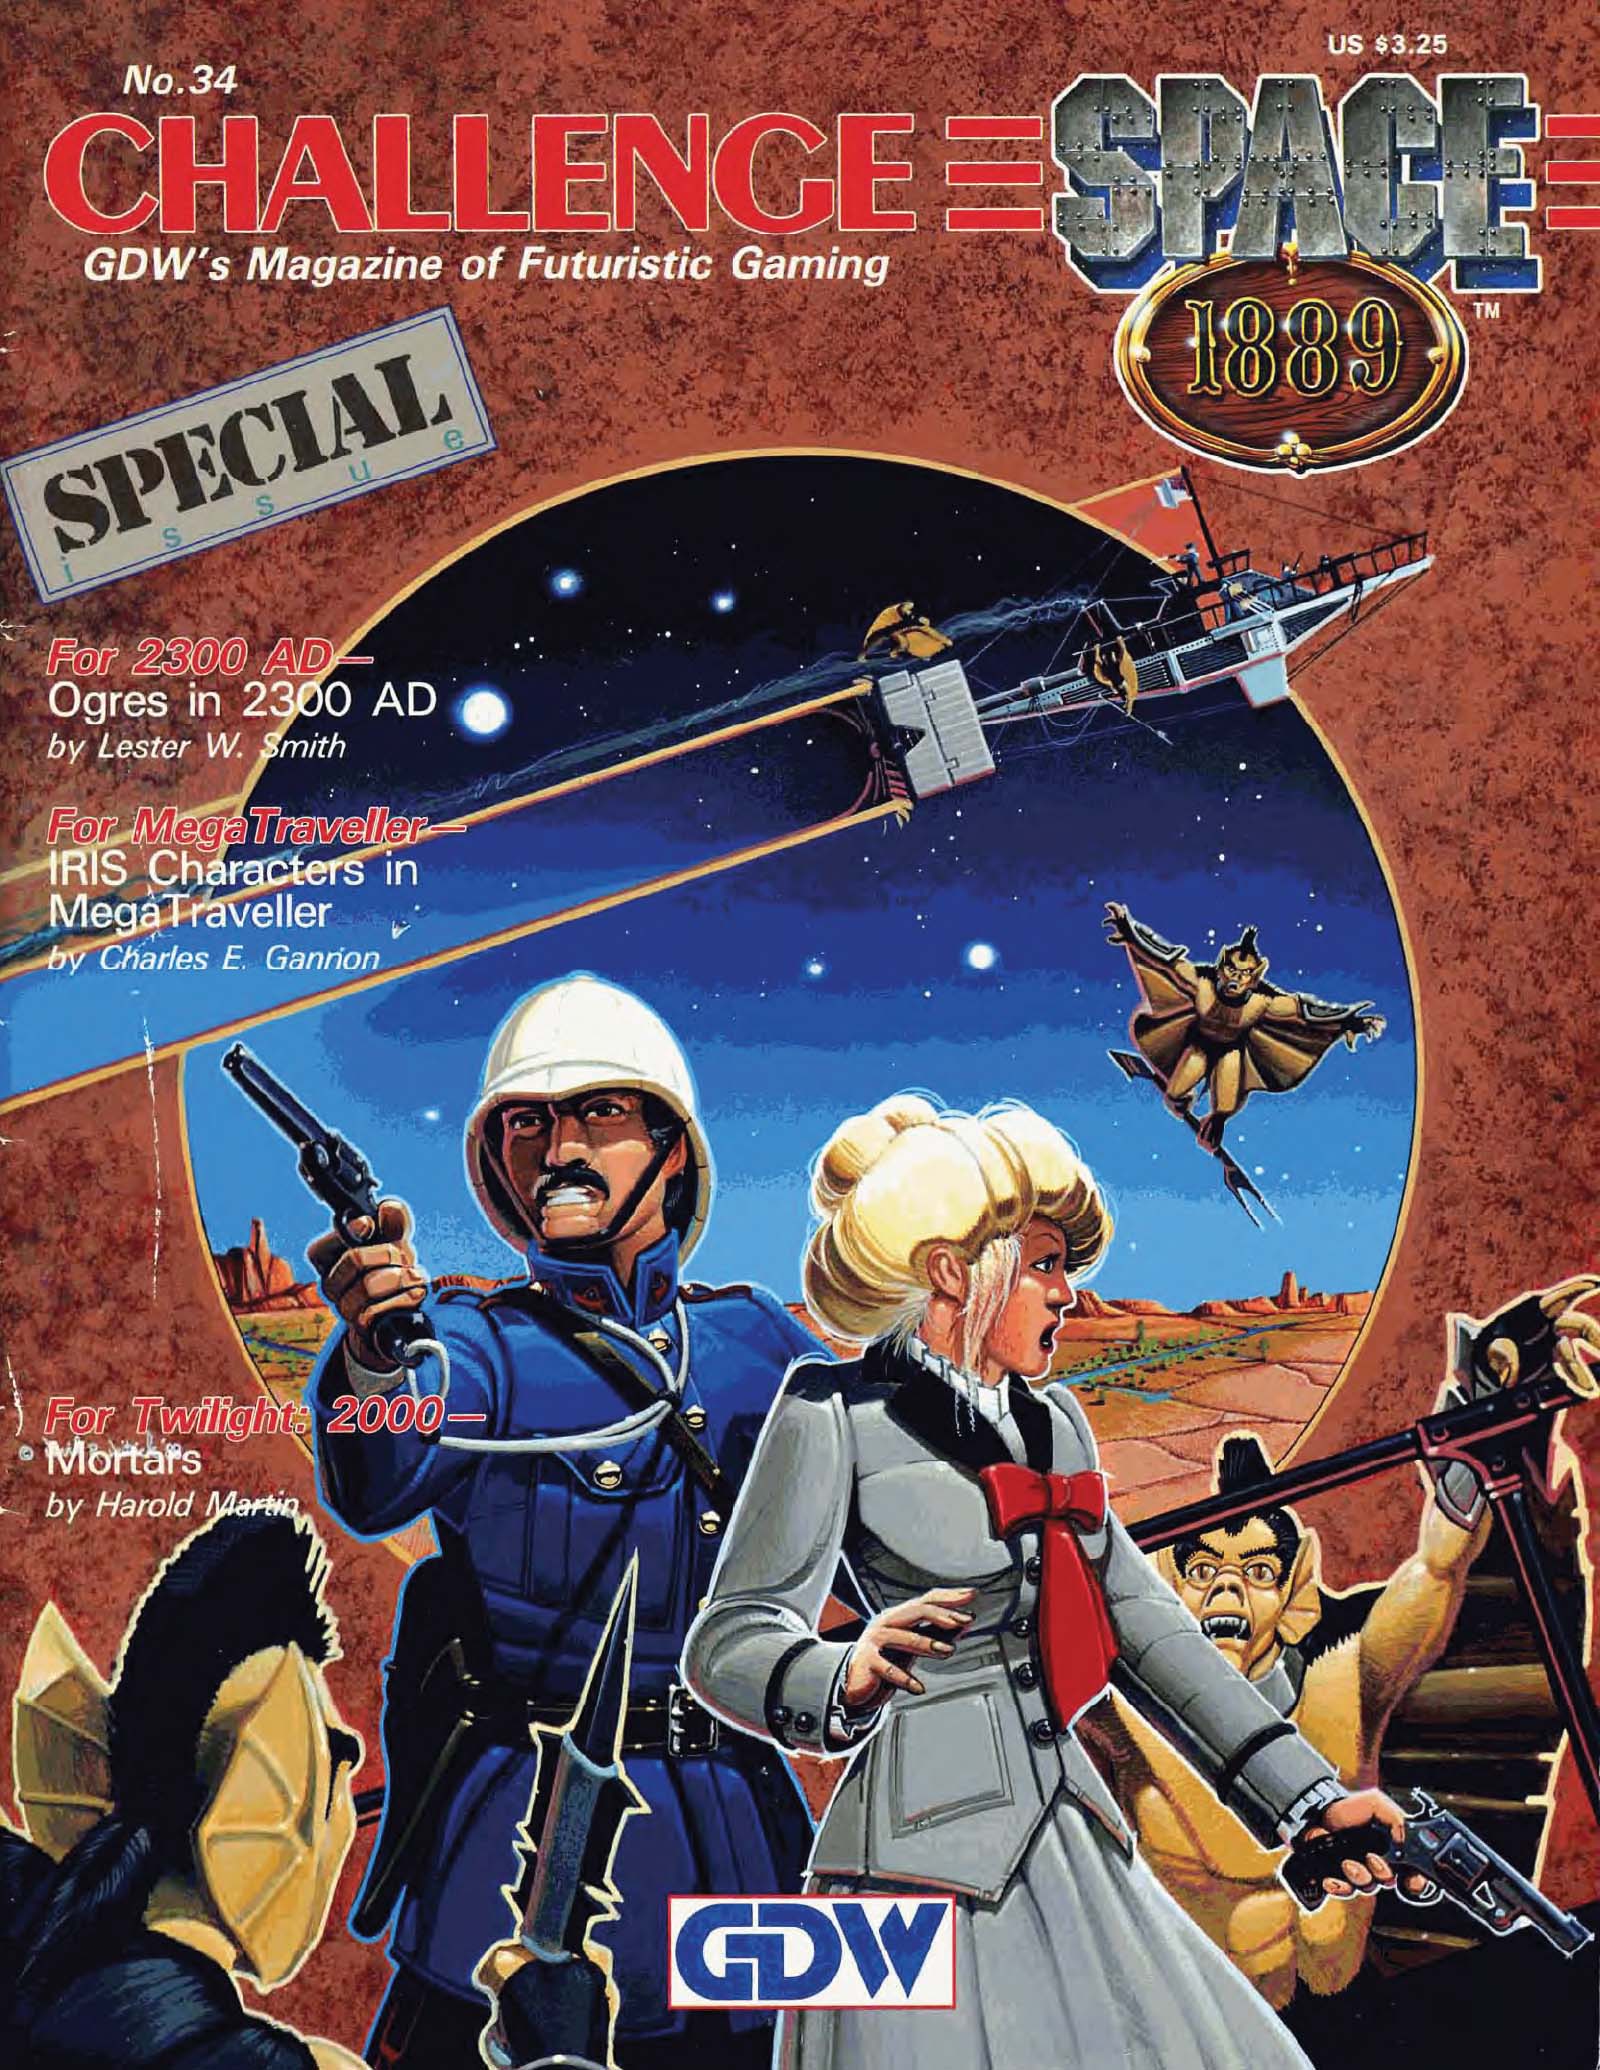 US $3.25
No.34
CHALLENGE
SPACE
1889
TM
GDW's Magazine of Futuristic Gaming
SPECIAL
issue
For 2300 AD—
Ogres in 2300 AD
by Lester W. Smith
For MegaTraveller—
IRIS Characters in
MegaTraveller
by Charles E. Gannon
For Twilight: 2000—
Mortars
by Harold Martin
GDW